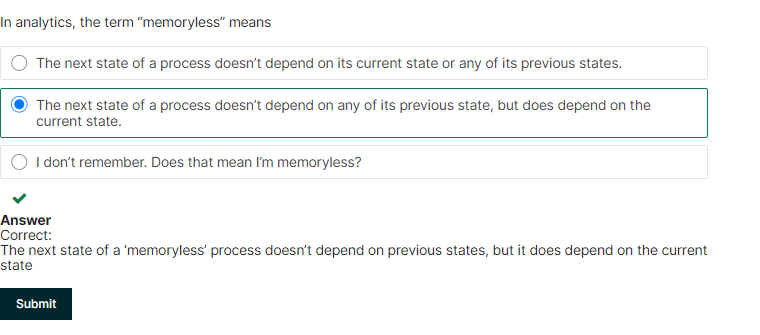 In analytics, the term “memoryless” means
The next state of a process doesn’t depend on its current state or any of its previous states.
The next state of a process doesn’t depend on any of its previous state, but does depend on the
current state.
I don’t remember. Does that mean I’m memoryless?
Answer
Correct:
The next state of a ‘memoryless’ process doesn’t depend on previous states, but it does depend on the current
state
Submit